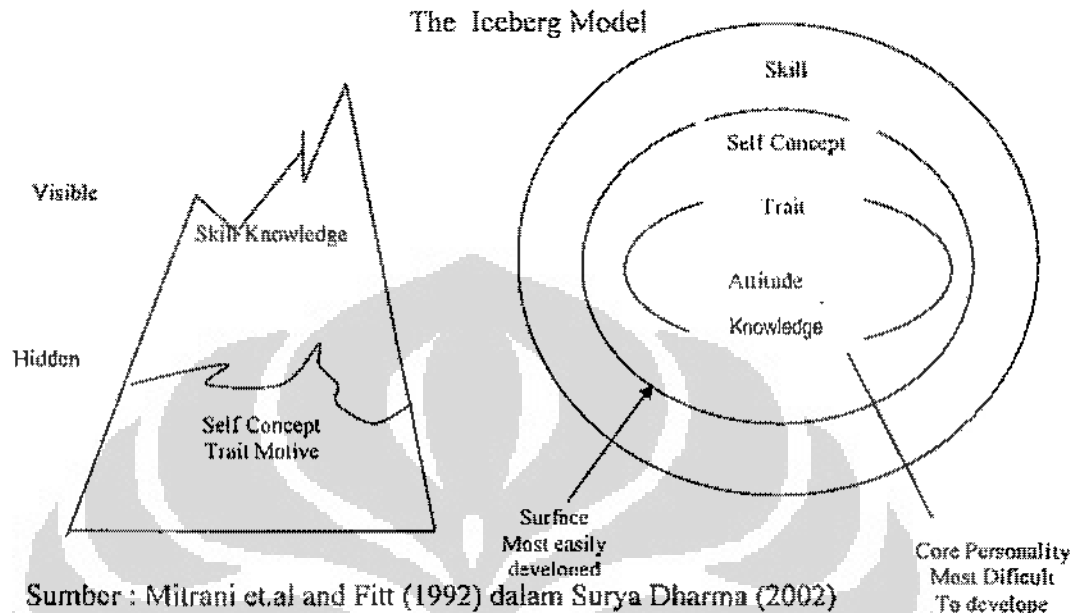 The Iceberg Model
Visible
Skill Knowledge
Hidden
Self Concept
Trait Motive
Skill
Self Concept
Trait
Attitude
Knowledge
Surface
Most easily
developed
Core Personality
Most Dificult
To develope
Sumber : Mitrani et.al and Fitt (1992) dalam Surya Dharma (2002)